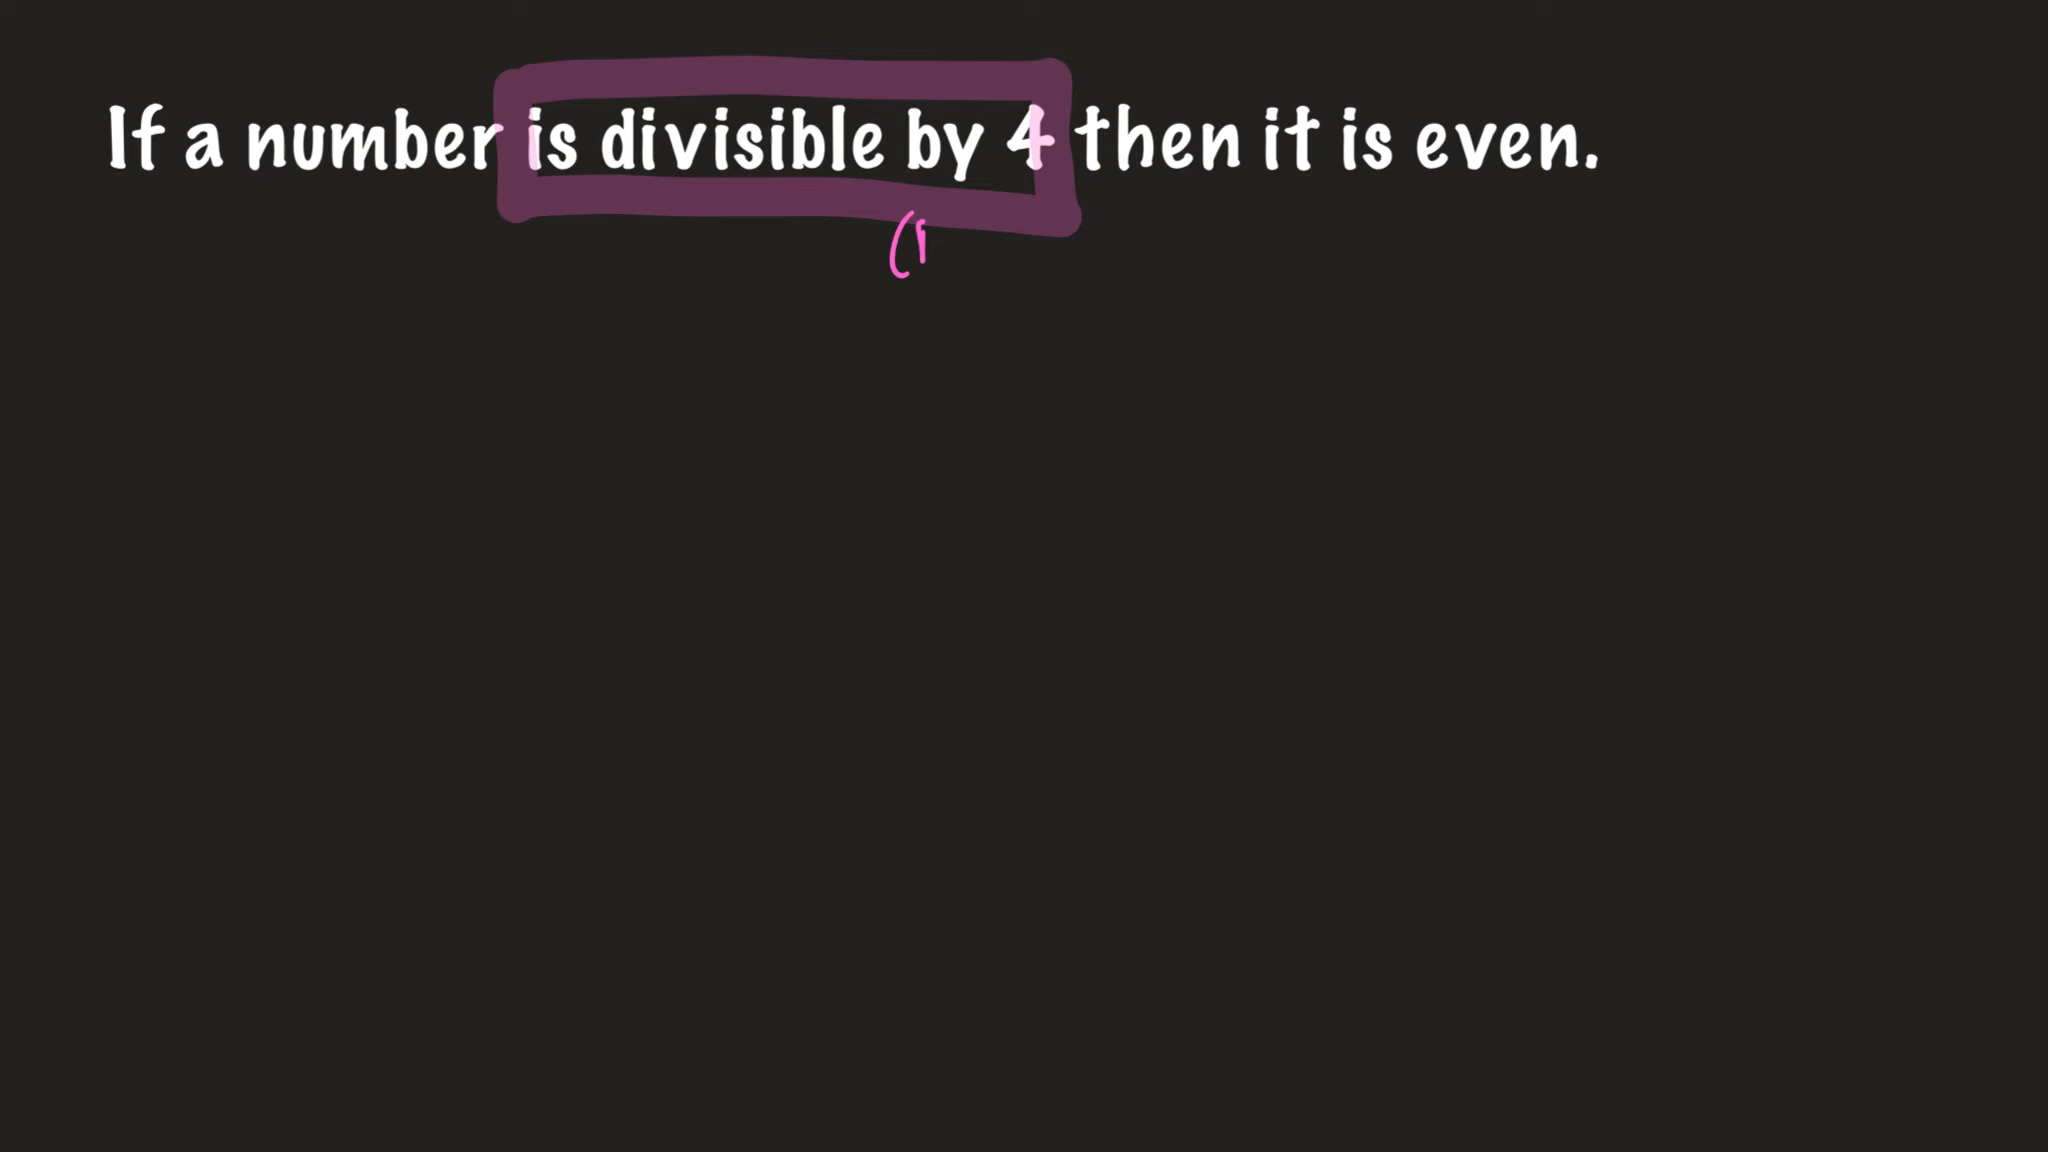 If a number is divisible by 4 then it is even.